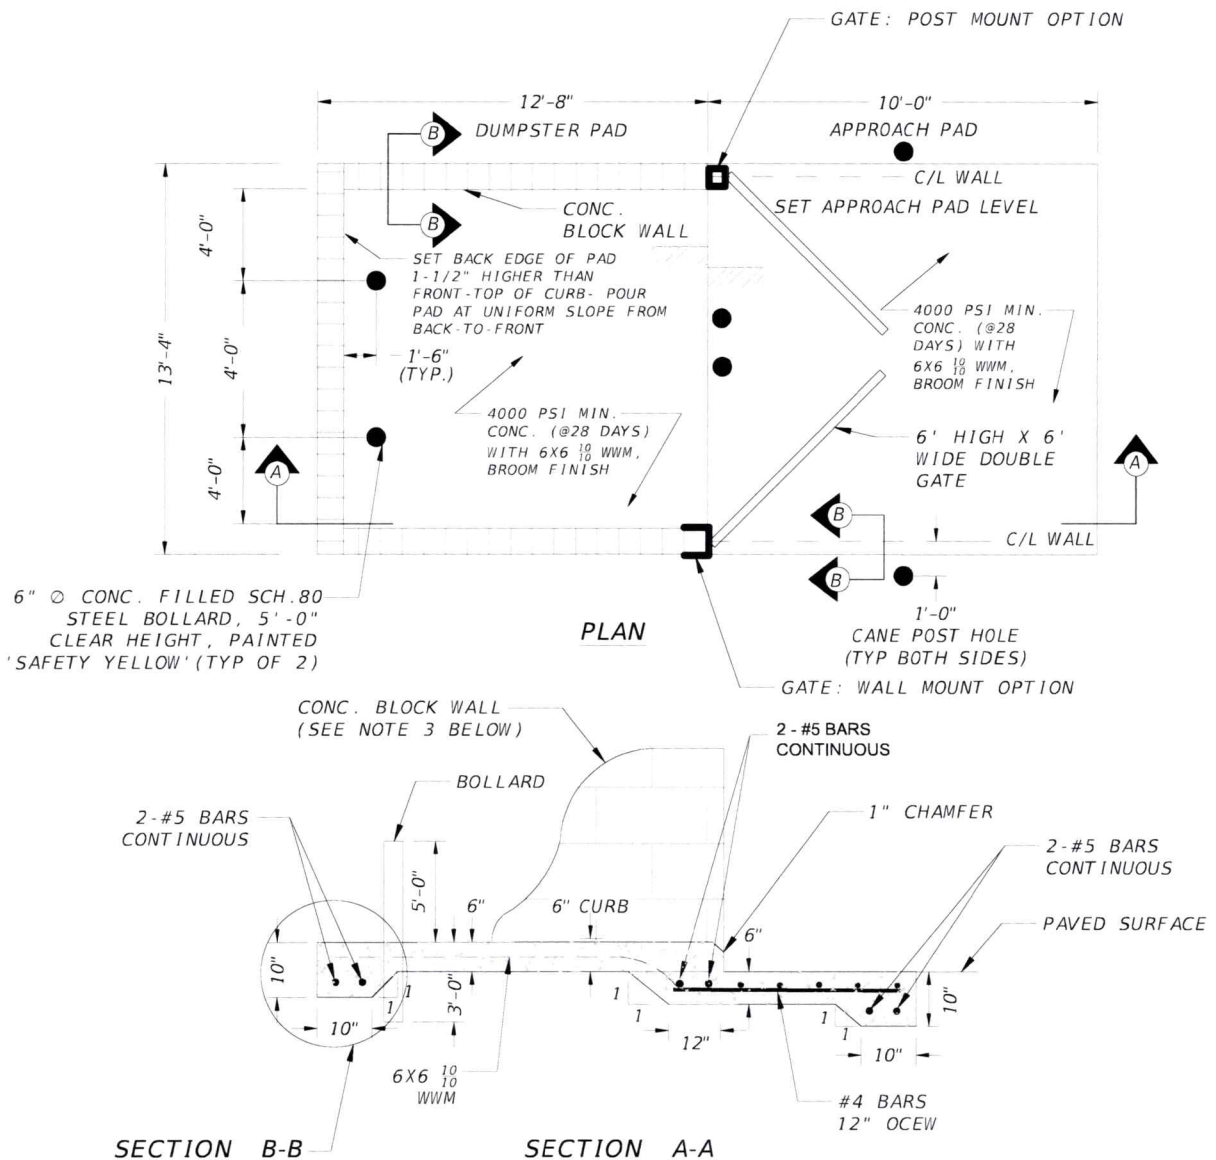 GATE: POST MOUNT OPTION
12'-8"
10'-0"
B
DUMPSTER PAD
APPROACH PAD
C/L WALL
CONC.
BLOCK WALL
SET APPROACH PAD LEVEL
B
4'-0"
SET BACK EDGE OF PAD
1-1/2" HIGHER THAN
FRONT-TOP OF CURB- POUR
PAD AT UNIFORM SLOPE FROM
BACK-TO-FRONT
4000 PSI MIN.
CONC. (@28
DAYS) WITH
6X6 10/10 WWM,
BROOM FINISH
13'-4"
4'-0"
1'-6"
(TYP.)
4000 PSI MIN.
CONC. (@28 DAYS)
WITH 6X6 10/10 WWM,
BROOM FINISH
6' HIGH X 6'
WIDE DOUBLE
GATE
A
A
4'-0"
B
C/L WALL
B
6" ∅ CONC. FILLED SCH.80
STEEL BOLLARD, 5'-0"
CLEAR HEIGHT, PAINTED
'SAFETY YELLOW' (TYP OF 2)
1'-0"
CANE POST HOLE
(TYP BOTH SIDES)
PLAN
GATE: WALL MOUNT OPTION
CONC. BLOCK WALL
(SEE NOTE 3 BELOW)
2-#5 BARS
CONTINUOUS
BOLLARD
2-#5 BARS
CONTINUOUS
1" CHAMFER
2-#5 BARS
CONTINUOUS
5'-0"
6"
6" CURB
6"
PAVED SURFACE
10"
3'-0"
10"
1
1
1
1
1
1
10"
12"
10"
6X6 10/10
WWM
#4 BARS
12" OCEW
SECTION B-B
SECTION A-A